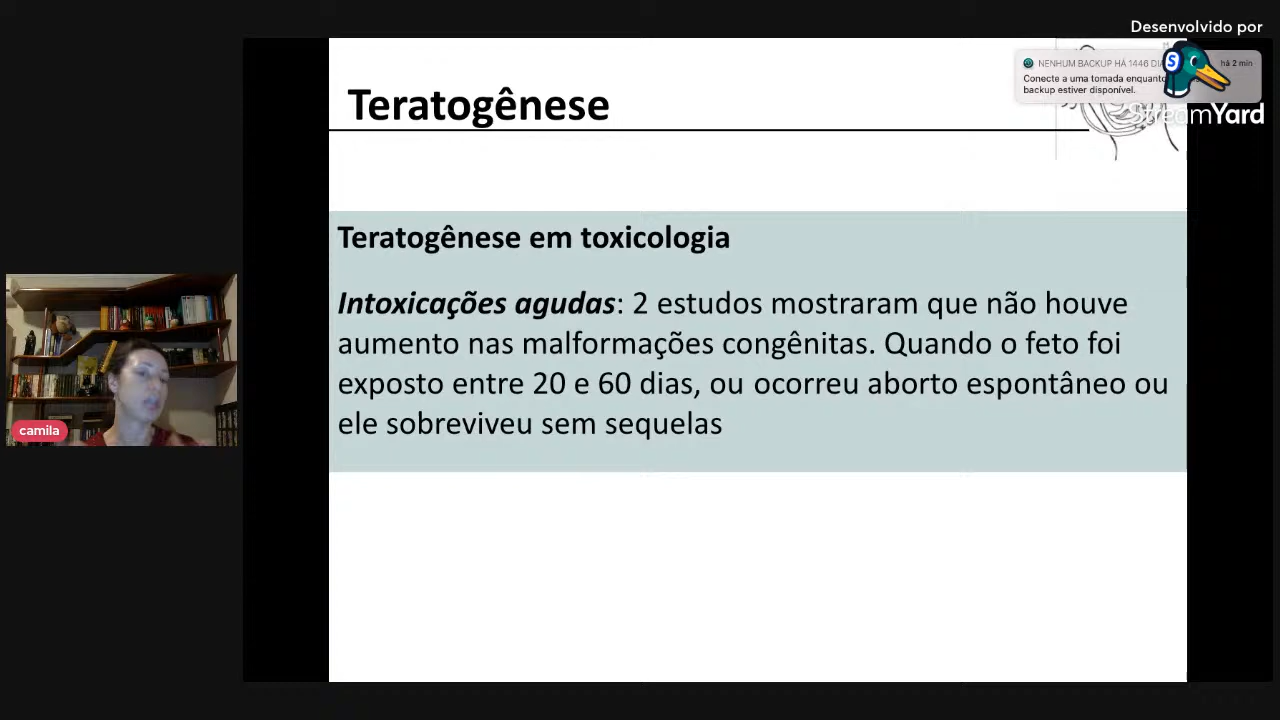 Desenvolvido por
NENHUM BACKUP HÁ 1446 DIA
há 2 min
Conecte a uma tomada enquanto
backup estiver disponível.
StreamYard
Teratogênese
Teratogênese em toxicologia
Intoxicações agudas: 2 estudos mostraram que não houve
aumento nas malformações congênitas. Quando o feto foi
exposto entre 20 e 60 dias, ou ocorreu aborto espontâneo ou
ele sobreviveu sem sequelas
camila